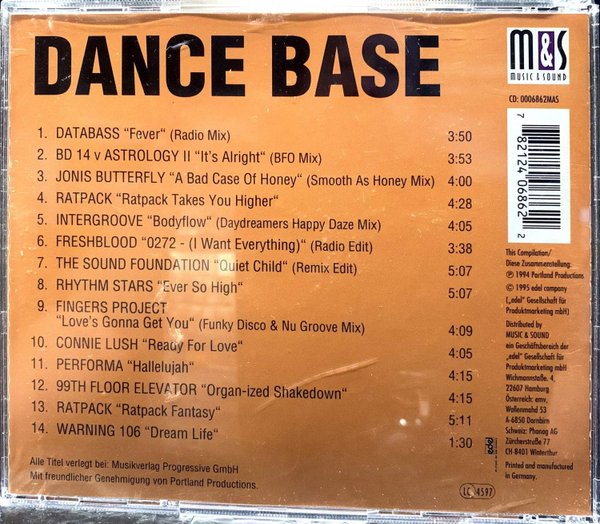 DANCE BASE
1. DATABASS "Fever" (Radio Mix) 3:50
2. BD 14 v ASTROLOGY II "It's Alright" (BFO Mix) 3:53
3. JONIS BUTTERFLY "A Bad Case Of Honey" (Smooth As Honey Mix) 4:00
4. RATPACK "Ratpack Takes You Higher" 4:28
5. INTERGROOVE "Bodyflow" (Daydreamers Happy Daze Mix) 4:05
6. FRESHBLOOD "0272 - (I Want Everything)" (Radio Edit) 3:38
7. THE SOUND FOUNDATION "Quiet Child" (Remix Edit) 5:07
8. RHYTHM STARS "Ever So High" 5:07
9. FINGERS PROJECT
"Love's Gonna Get You" (Funky Disco & Nu Groove Mix) 4:09
10. CONNIE LUSH "Ready For Love" 4:05
11. PERFORMA "Hallelujah" 4:15
12. 99TH FLOOR ELEVATOR "Organ-ized Shakedown" 4:15
13. RATPACK "Ratpack Fantasy" 5:11
14. WARNING 106 "Dream Life" 1:30
Alle Titel verlegt bei: Musikverlag Progressive GmbH
Mit freundlicher Genehmigung von Portland Productions.
M&S
MUSIC & SOUND
CD: 0006862MAS
7 82124 06862 2
This Compilation/
Diese Zusammenstellung:
℗ 1994 Portland Productions
© 1995 edel company
(„edel" Gesellschaft für
Produktmarketing mbH)
Distributed by
MUSIC & SOUND
ein Geschäftsbereich der
„edel" Gesellschaft für
Produktmarketing mbH
Wichmannstraße. 4,
22607 Hamburg
Österreich: emv.
Wallenmahd 53
A-6850 Dornbirn
Schweiz: Phonag AG
Zürcherstraße 77
CH-8401 Winterthur
Printed and manufactured
in Germany.
LC 4597